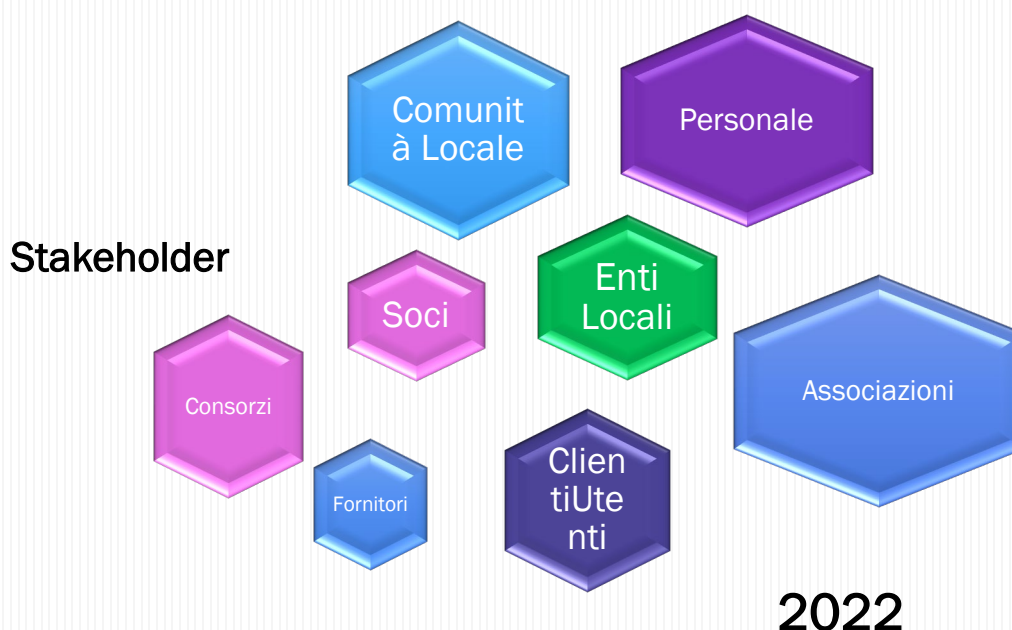 Comunit
à Locale
Personale
Stakeholder
Soci
Enti
Locali
Associazioni
Consorzi
Fornitori
Clien
tiUte
nti
2022